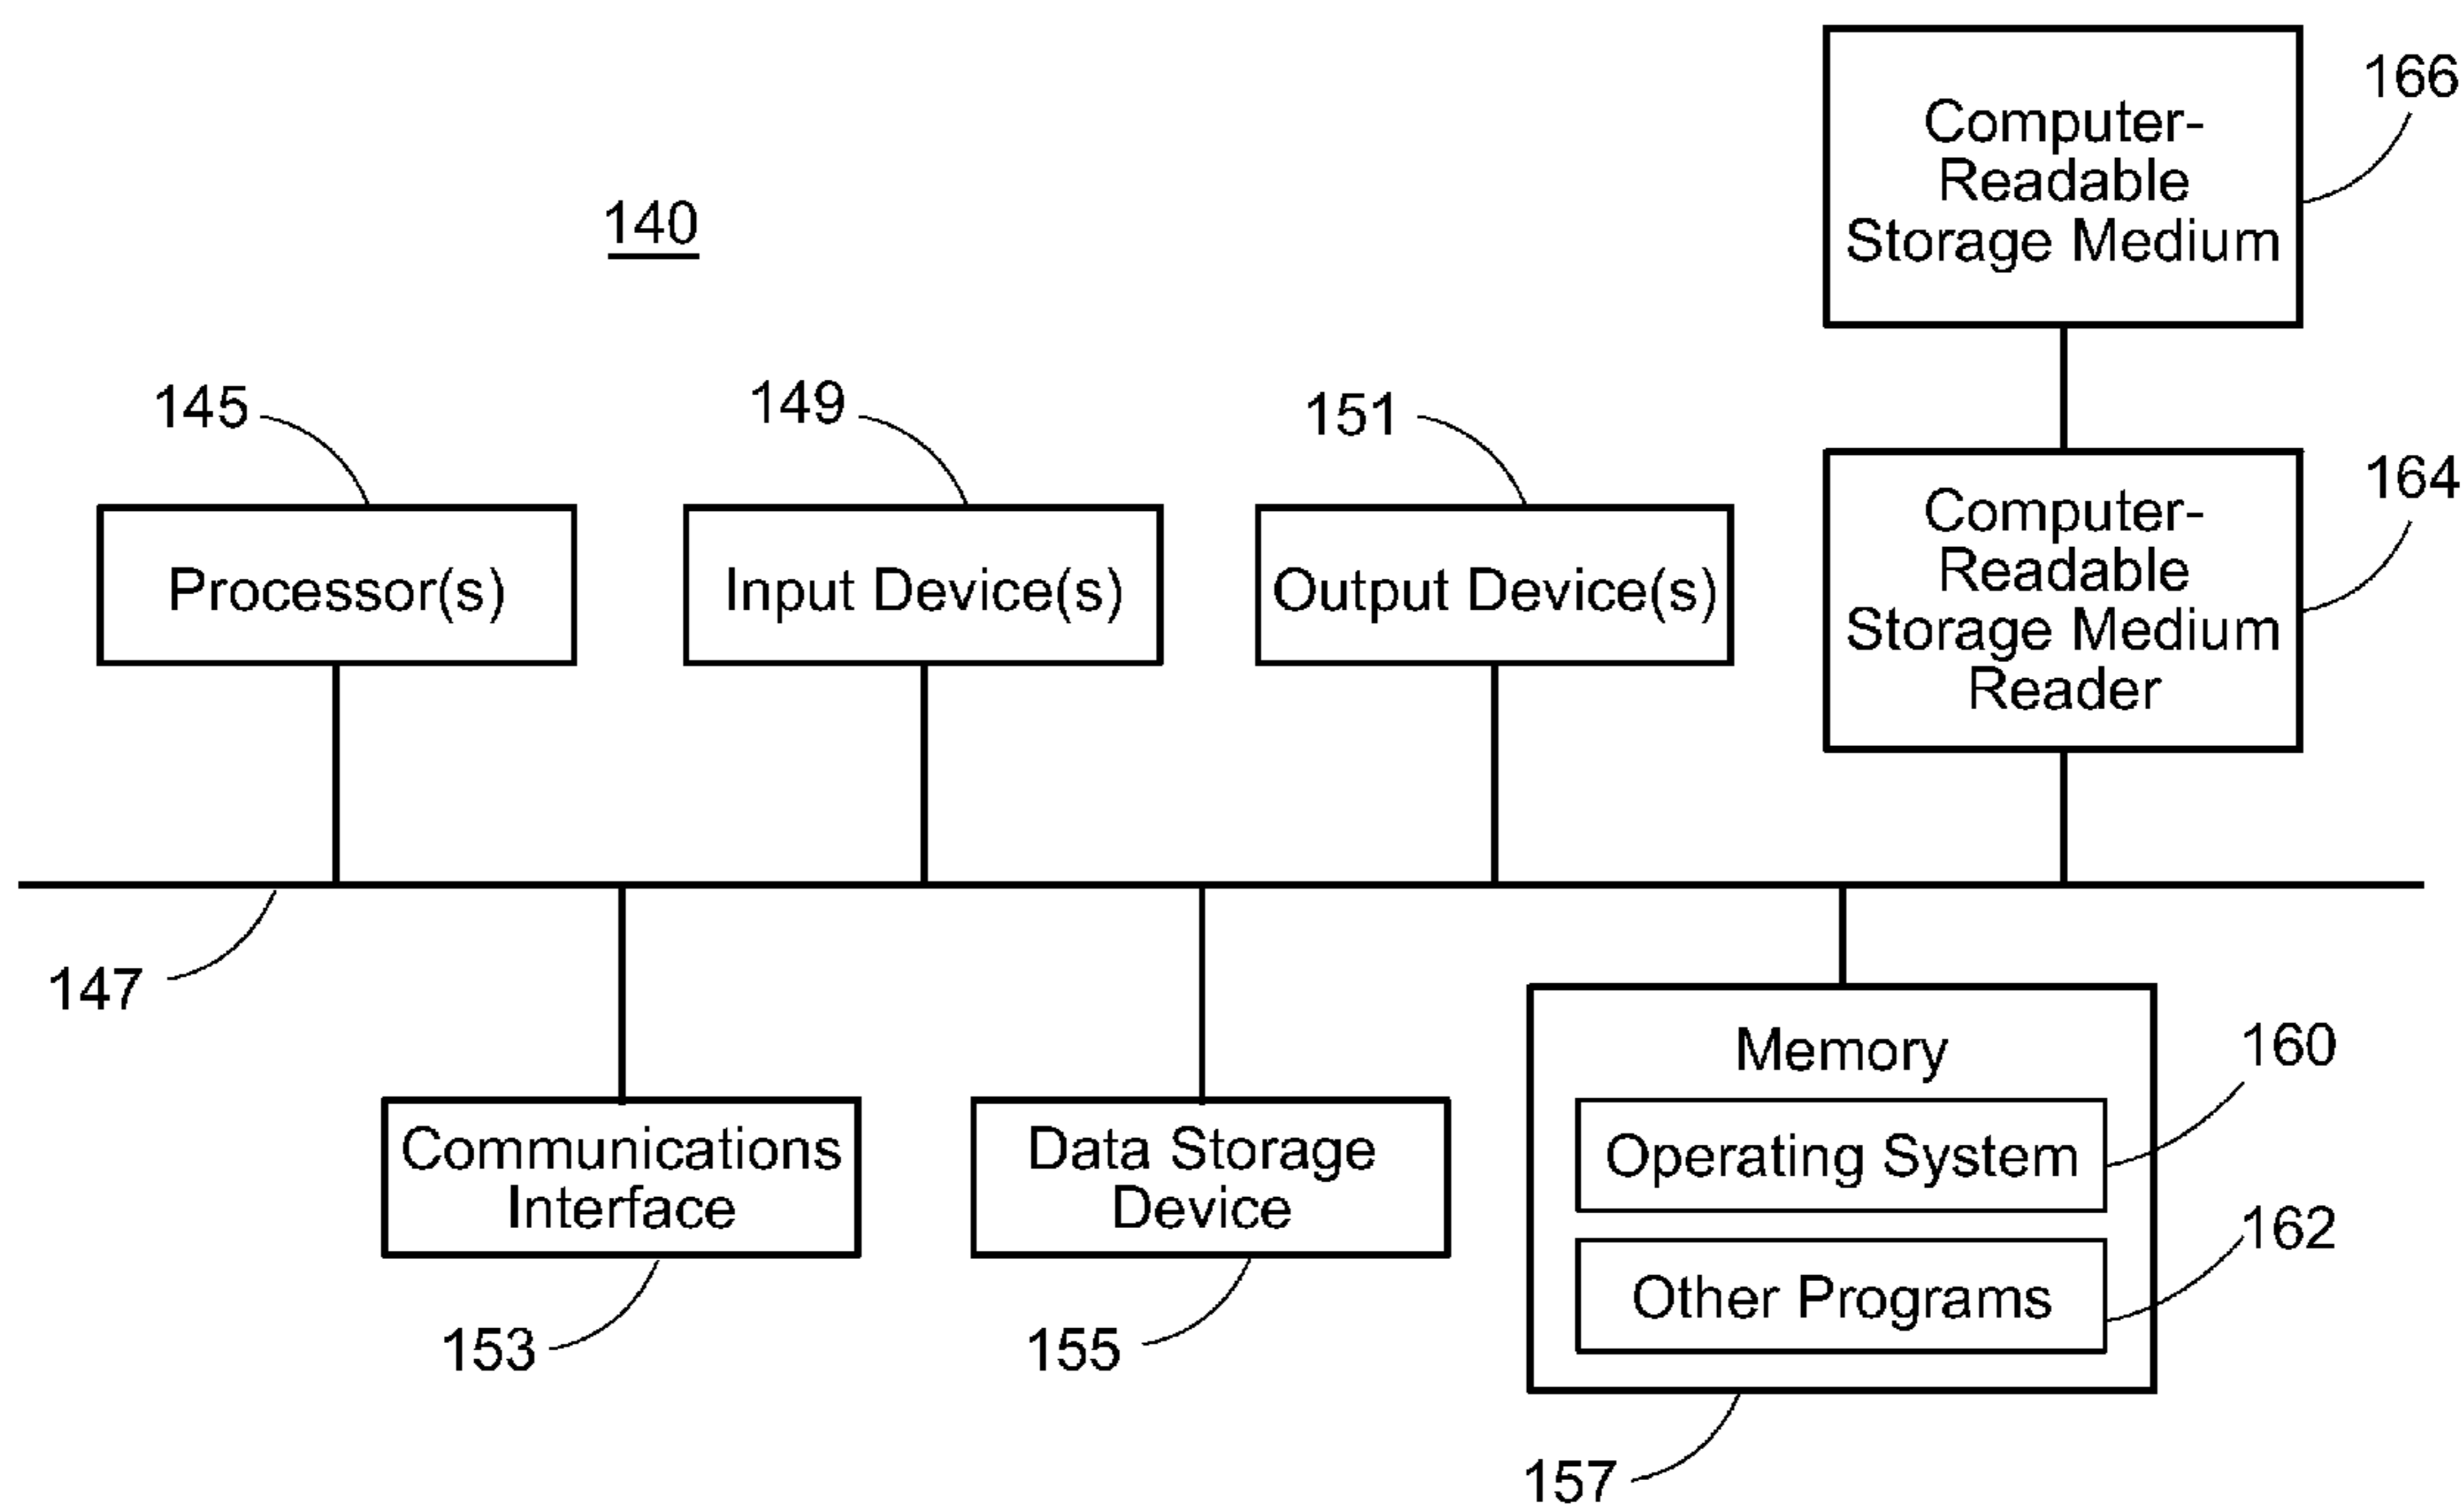 166
Computer-
Readable
Storage Medium
140
145
149
151
164
Computer-
Readable
Storage Medium
Reader
Processor(s)
Input Device(s)
Output Device(s)
147
Memory
160
Operating System
Communications
Interface
Data Storage
Device
162
Other Programs
153
155
157